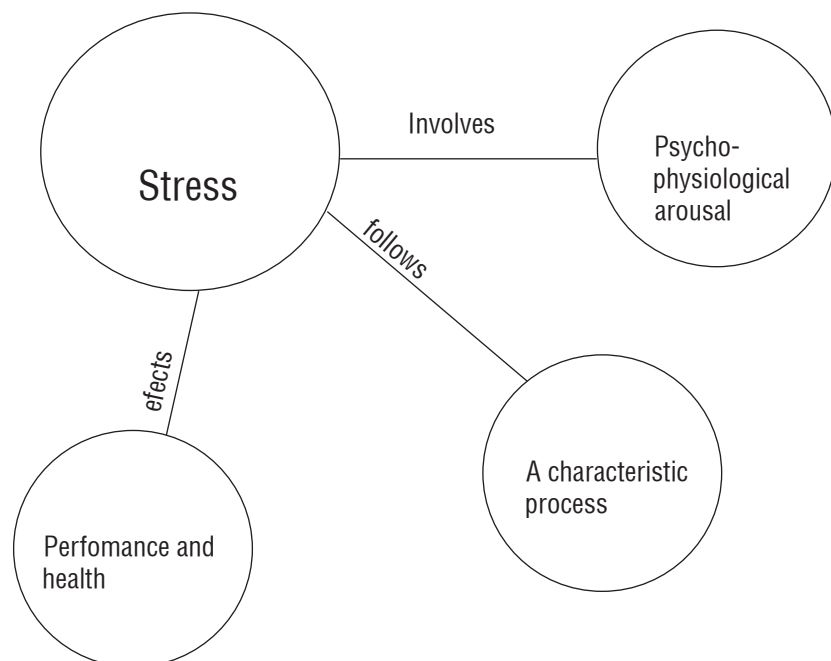 Involves
Psycho-
physiological
arousal
Stress
follows
efects
A characteristic
process
Perfomance and
health